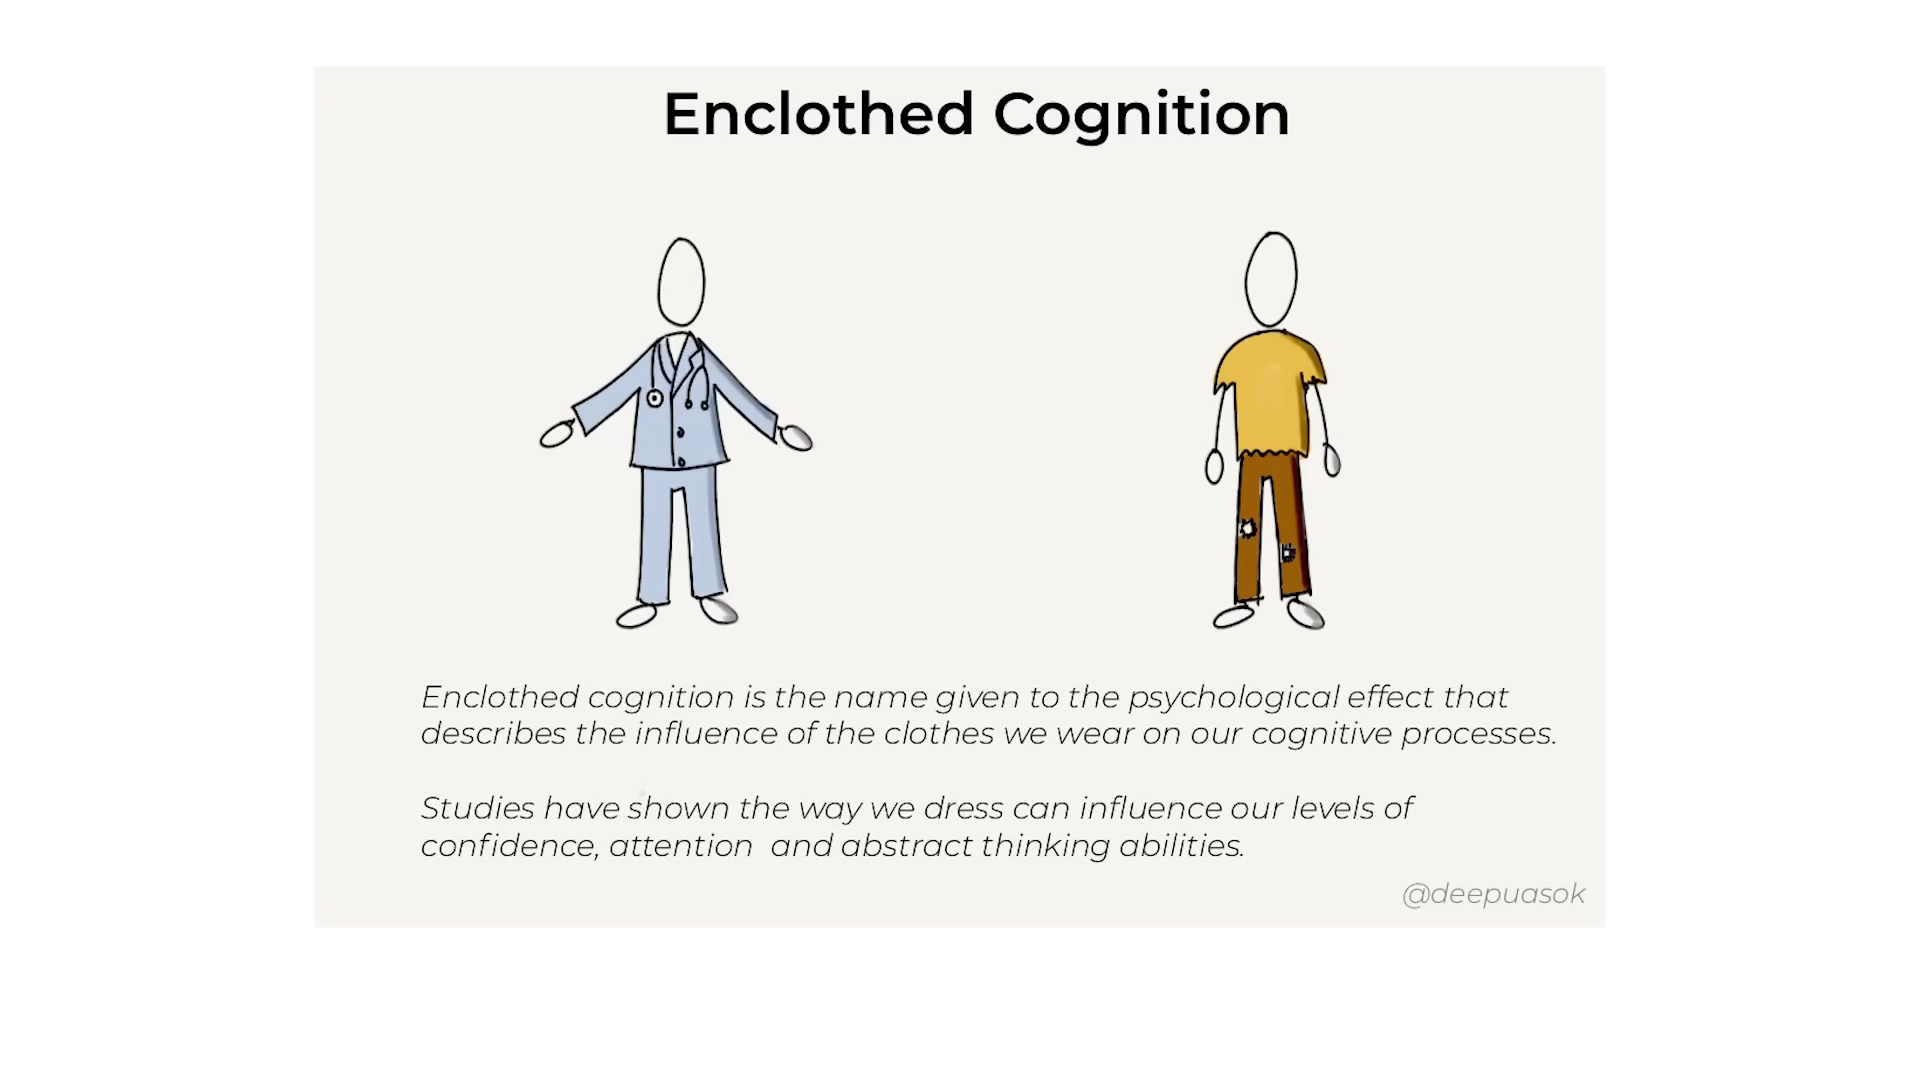 Enclothed Cognition
Enclothed cognition is the name given to the psychological effect that
describes the influence of the clothes we wear on our cognitive processes.
Studies have shown the way we dress can influence our levels of
confidence, attention  and abstract thinking abilities.
@deepuasok